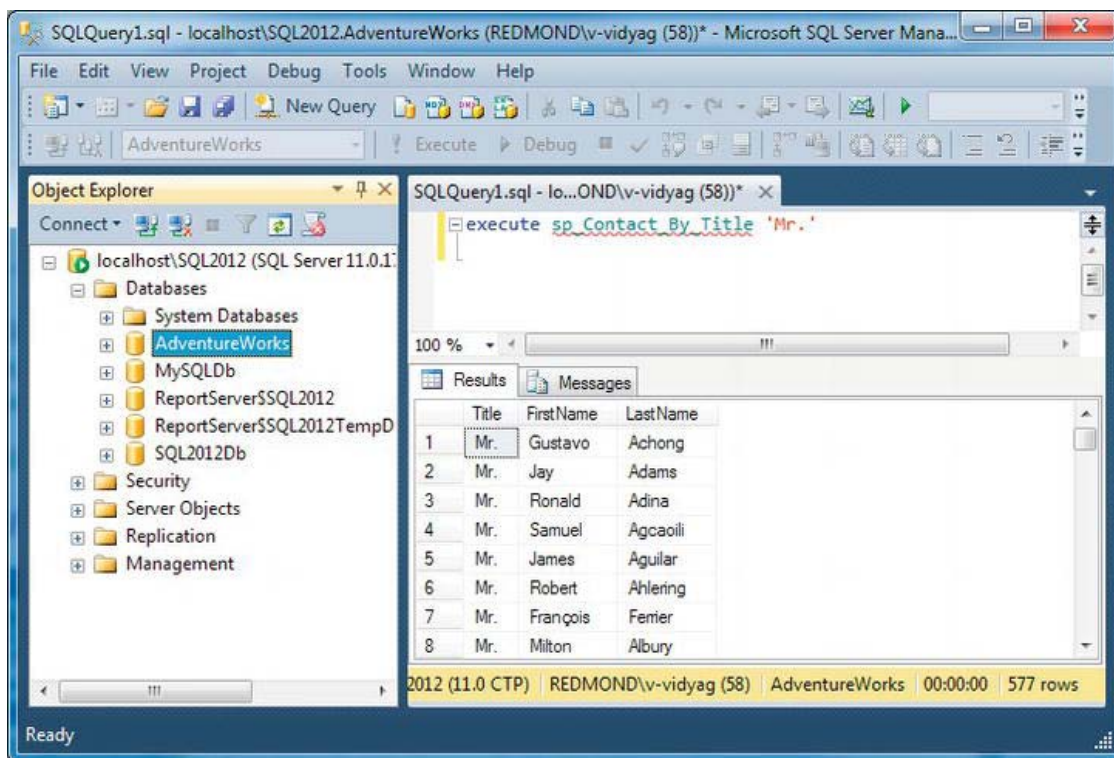 SQLQuery1.sql - localhost\SQL2012.AdventureWorks (REDMOND\v-vidyag (58))* - Microsoft SQL Server Mana...
File Edit View Project Debug Tools Window Help
New Query
AdventureWorks Execute Debug
Object Explorer
Connect
localhost\SQL2012 (SQL Server 11.0.1
Databases
System Databases
AdventureWorks
MySQLDb
ReportServer$SQL2012
ReportServer$SQL2012TempD
SQL2012Db
Security
Server Objects
Replication
Management
SQLQuery1.sql - lo...OND\v-vidyag (58))*
execute sp_Contact_By_Title 'Mr.'
100 %
Results Messages
Title FirstName LastName
1 Mr. Gustavo Achong
2 Mr. Jay Adams
3 Mr. Ronald Adina
4 Mr. Samuel Agcaoili
5 Mr. James Aguilar
6 Mr. Robert Ahlering
7 Mr. François Ferrier
8 Mr. Milton Albury
2012 (11.0 CTP) REDMOND\v-vidyag (58) AdventureWorks 00:00:00 577 rows
Ready